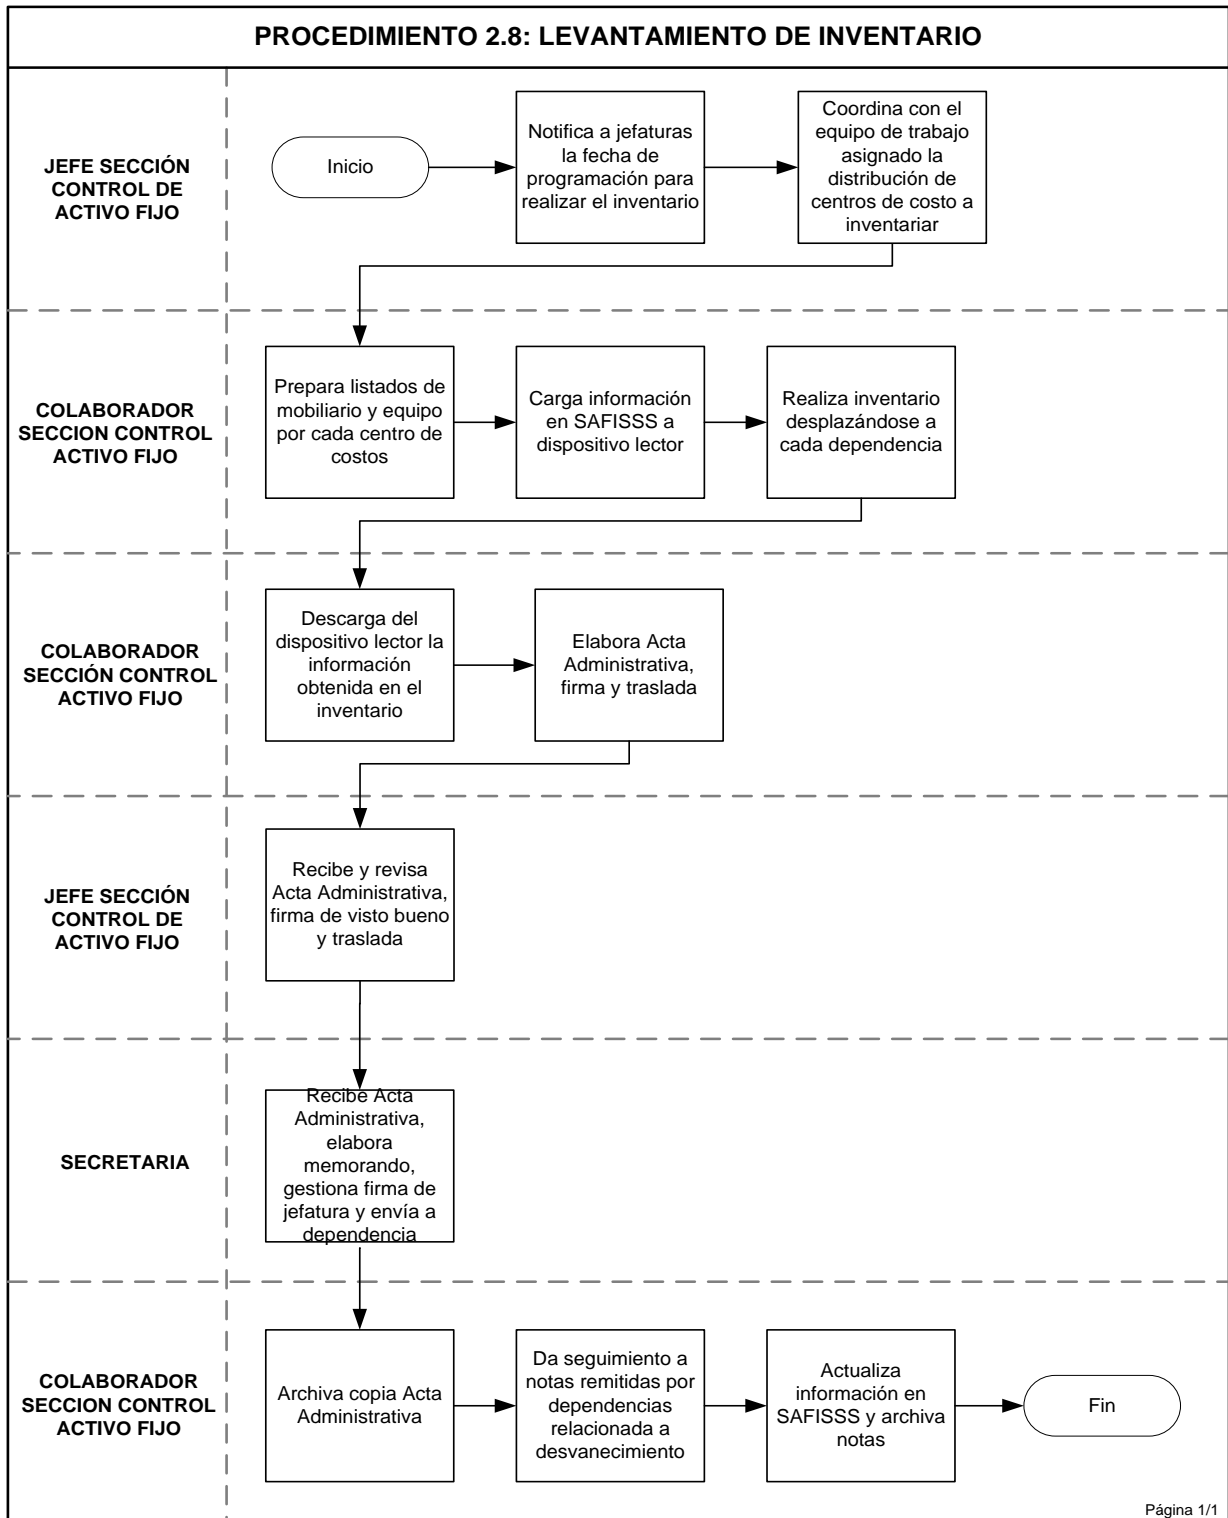 PROCEDIMIENTO 2.8: LEVANTAMIENTO DE INVENTARIO
JEFE SECCIÓN
CONTROL DE
ACTIVO FIJO
Inicio
Notifica a jefaturas
la fecha de
programación para
realizar el inventario
Coordina con el
equipo de trabajo
asignado la
distribución de
centros de costo a
inventariar
COLABORADOR
SECCION CONTROL
ACTIVO FIJO
Prepara listados de
mobiliario y equipo
por cada centro de
costos
Carga información
en SAFISSS a
dispositivo lector
Realiza inventario
desplazándose a
cada dependencia
COLABORADOR
SECCIÓN CONTROL
ACTIVO FIJO
Descarga del
dispositivo lector la
información
obtenida en el
inventario
Elabora Acta
Administrativa,
firma y traslada
JEFE SECCIÓN
CONTROL DE
ACTIVO FIJO
Recibe y revisa
Acta Administrativa,
firma de visto bueno
y traslada
SECRETARIA
Recibe Acta
Administrativa,
elabora
memorando,
gestiona firma de
jefatura y envía a
dependencia
COLABORADOR
SECCION CONTROL
ACTIVO FIJO
Archiva copia Acta
Administrativa
Da seguimiento a
notas remitidas por
dependencias
relacionada a
desvanecimiento
Actualiza
información en
SAFISSS y archiva
notas
Fin
Página 1/1